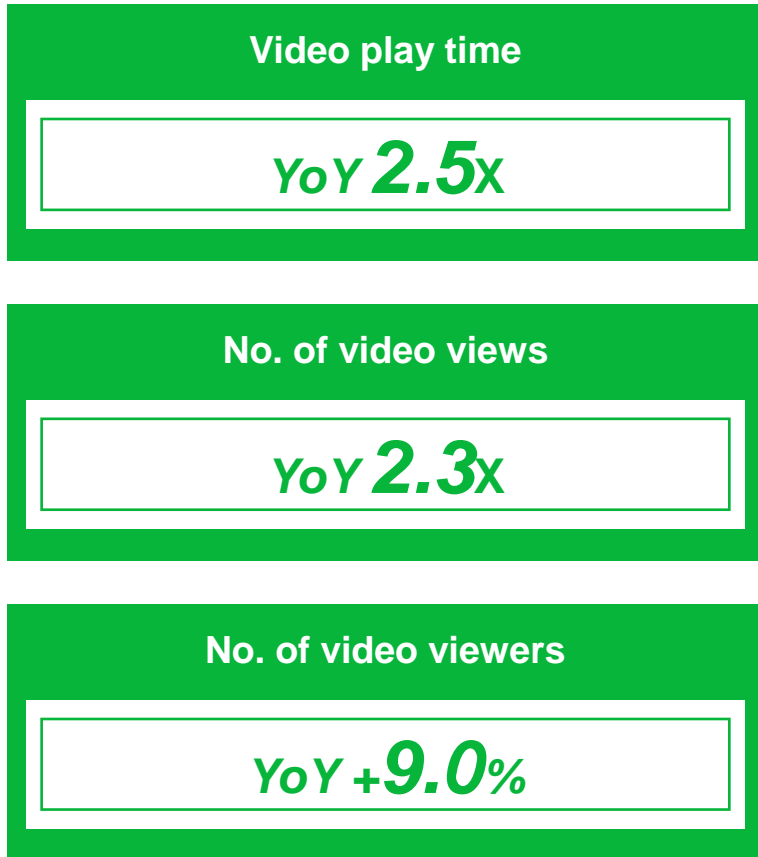 Video play time
YoY 2.5X
No. of video views
YoY 2.3X
No. of video viewers
YoY +9.0%